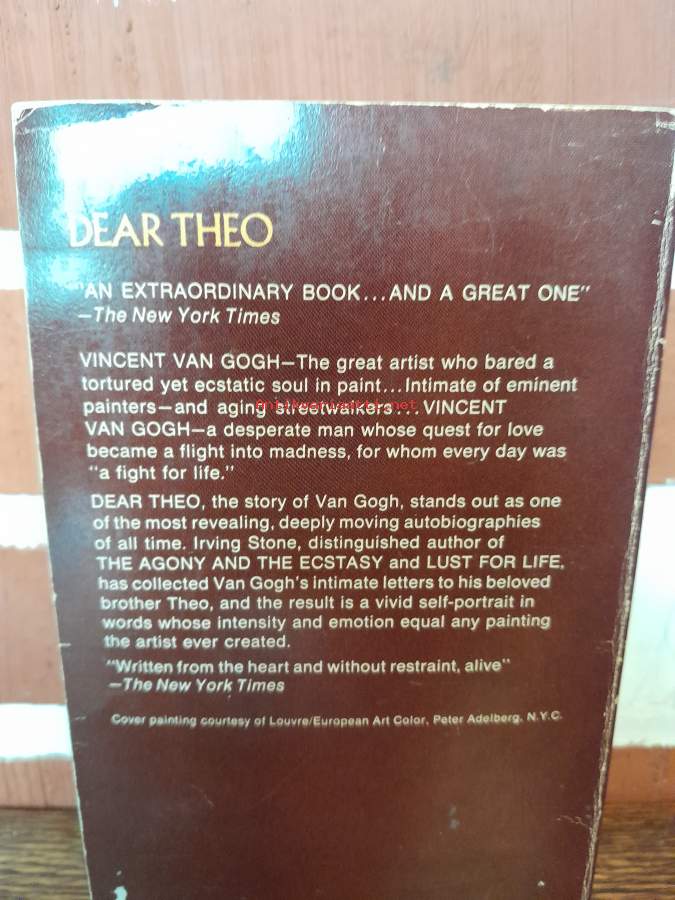 DEAR THEO
"AN EXTRAORDINARY BOOK...AND A GREAT ONE"
—The New York Times
VINCENT VAN GOGH—The great artist who bared a
tortured yet ecstatic soul in paint...Intimate of eminent
painters—and aging streetwalkers...VINCENT
VAN GOGH—a desperate man whose quest for love
became a flight into madness, for whom every day was
"a fight for life."
DEAR THEO, the story of Van Gogh, stands out as one
of the most revealing, deeply moving autobiographies
of all time. Irving Stone, distinguished author of
THE AGONY AND THE ECSTASY and LUST FOR LIFE,
has collected Van Gogh's intimate letters to his beloved
brother Theo, and the result is a vivid self-portrait in
words whose intensity and emotion equal any painting
the artist ever created.
"Written from the heart and without restraint, alive"
—The New York Times
Cover painting courtesy of Louvre/European Art Color, Peter Adelberg, N.Y.C.